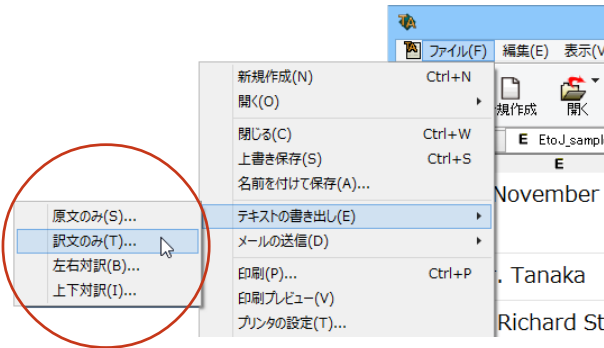 TA
ファイル(F) 編集(E) 表示(V
新規作成(N) Ctrl+N
開く(O)
閉じる(C) Ctrl+W
上書き保存(S) Ctrl+S
名前を付けて保存(A)...
テキストの書き出し(E)
メールの送信(D)
印刷(P)... Ctrl+P
印刷プレビュー(V)
プリンタの設定(T)...
原文のみ(S)...
訳文のみ(T)...
左右対訳(B)...
上下対訳(I)...
規作成 開く
E EtoJ_sampl
E
November
. Tanaka
Richard St